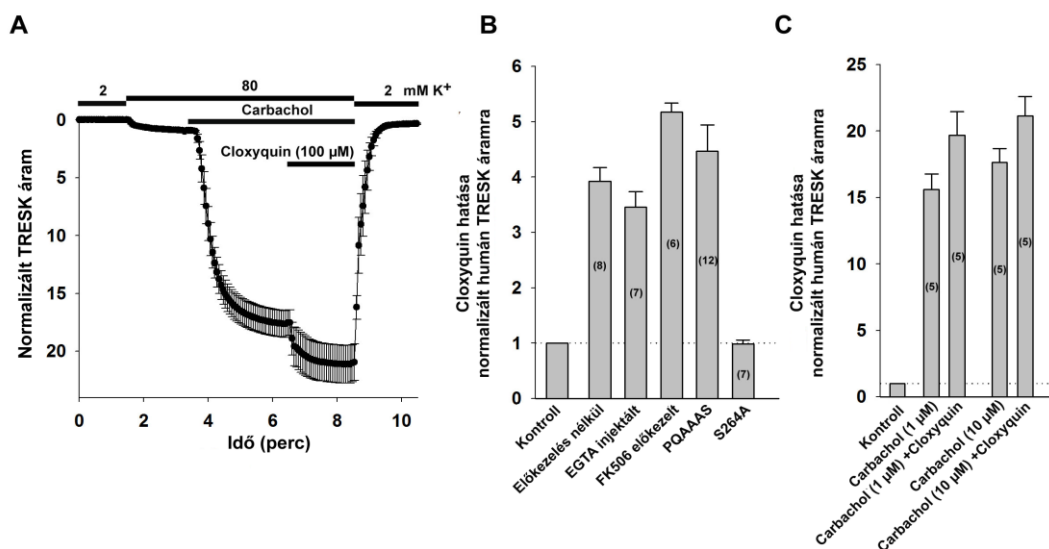 A
2
80
2
mM K+
Carbachol
Cloxyquin (100 µM)
Normalizált TRESK áram
0
5
10
15
20
0
2
4
6
8
10
Idő (perc)
B
Cloxyquin hatása
normalizált humán TRESK áramra
6
5
4
3
2
1
0
(8)
(7)
(6)
(12)
(7)
Kontroll
Előkezelés nélkül
EGTA injektált
FK506 előkezelt
PQAAAS
S264A
C
Cloxyquin hatása
normalizált humán TRESK áramra
25
20
15
10
5
0
(5)
(5)
(5)
(5)
Kontroll
Carbachol (1 µM)
Carbachol (1 µM) +Cloxyquin
Carbachol (10 µM)
Carbachol (10 µM) +Cloxyquin